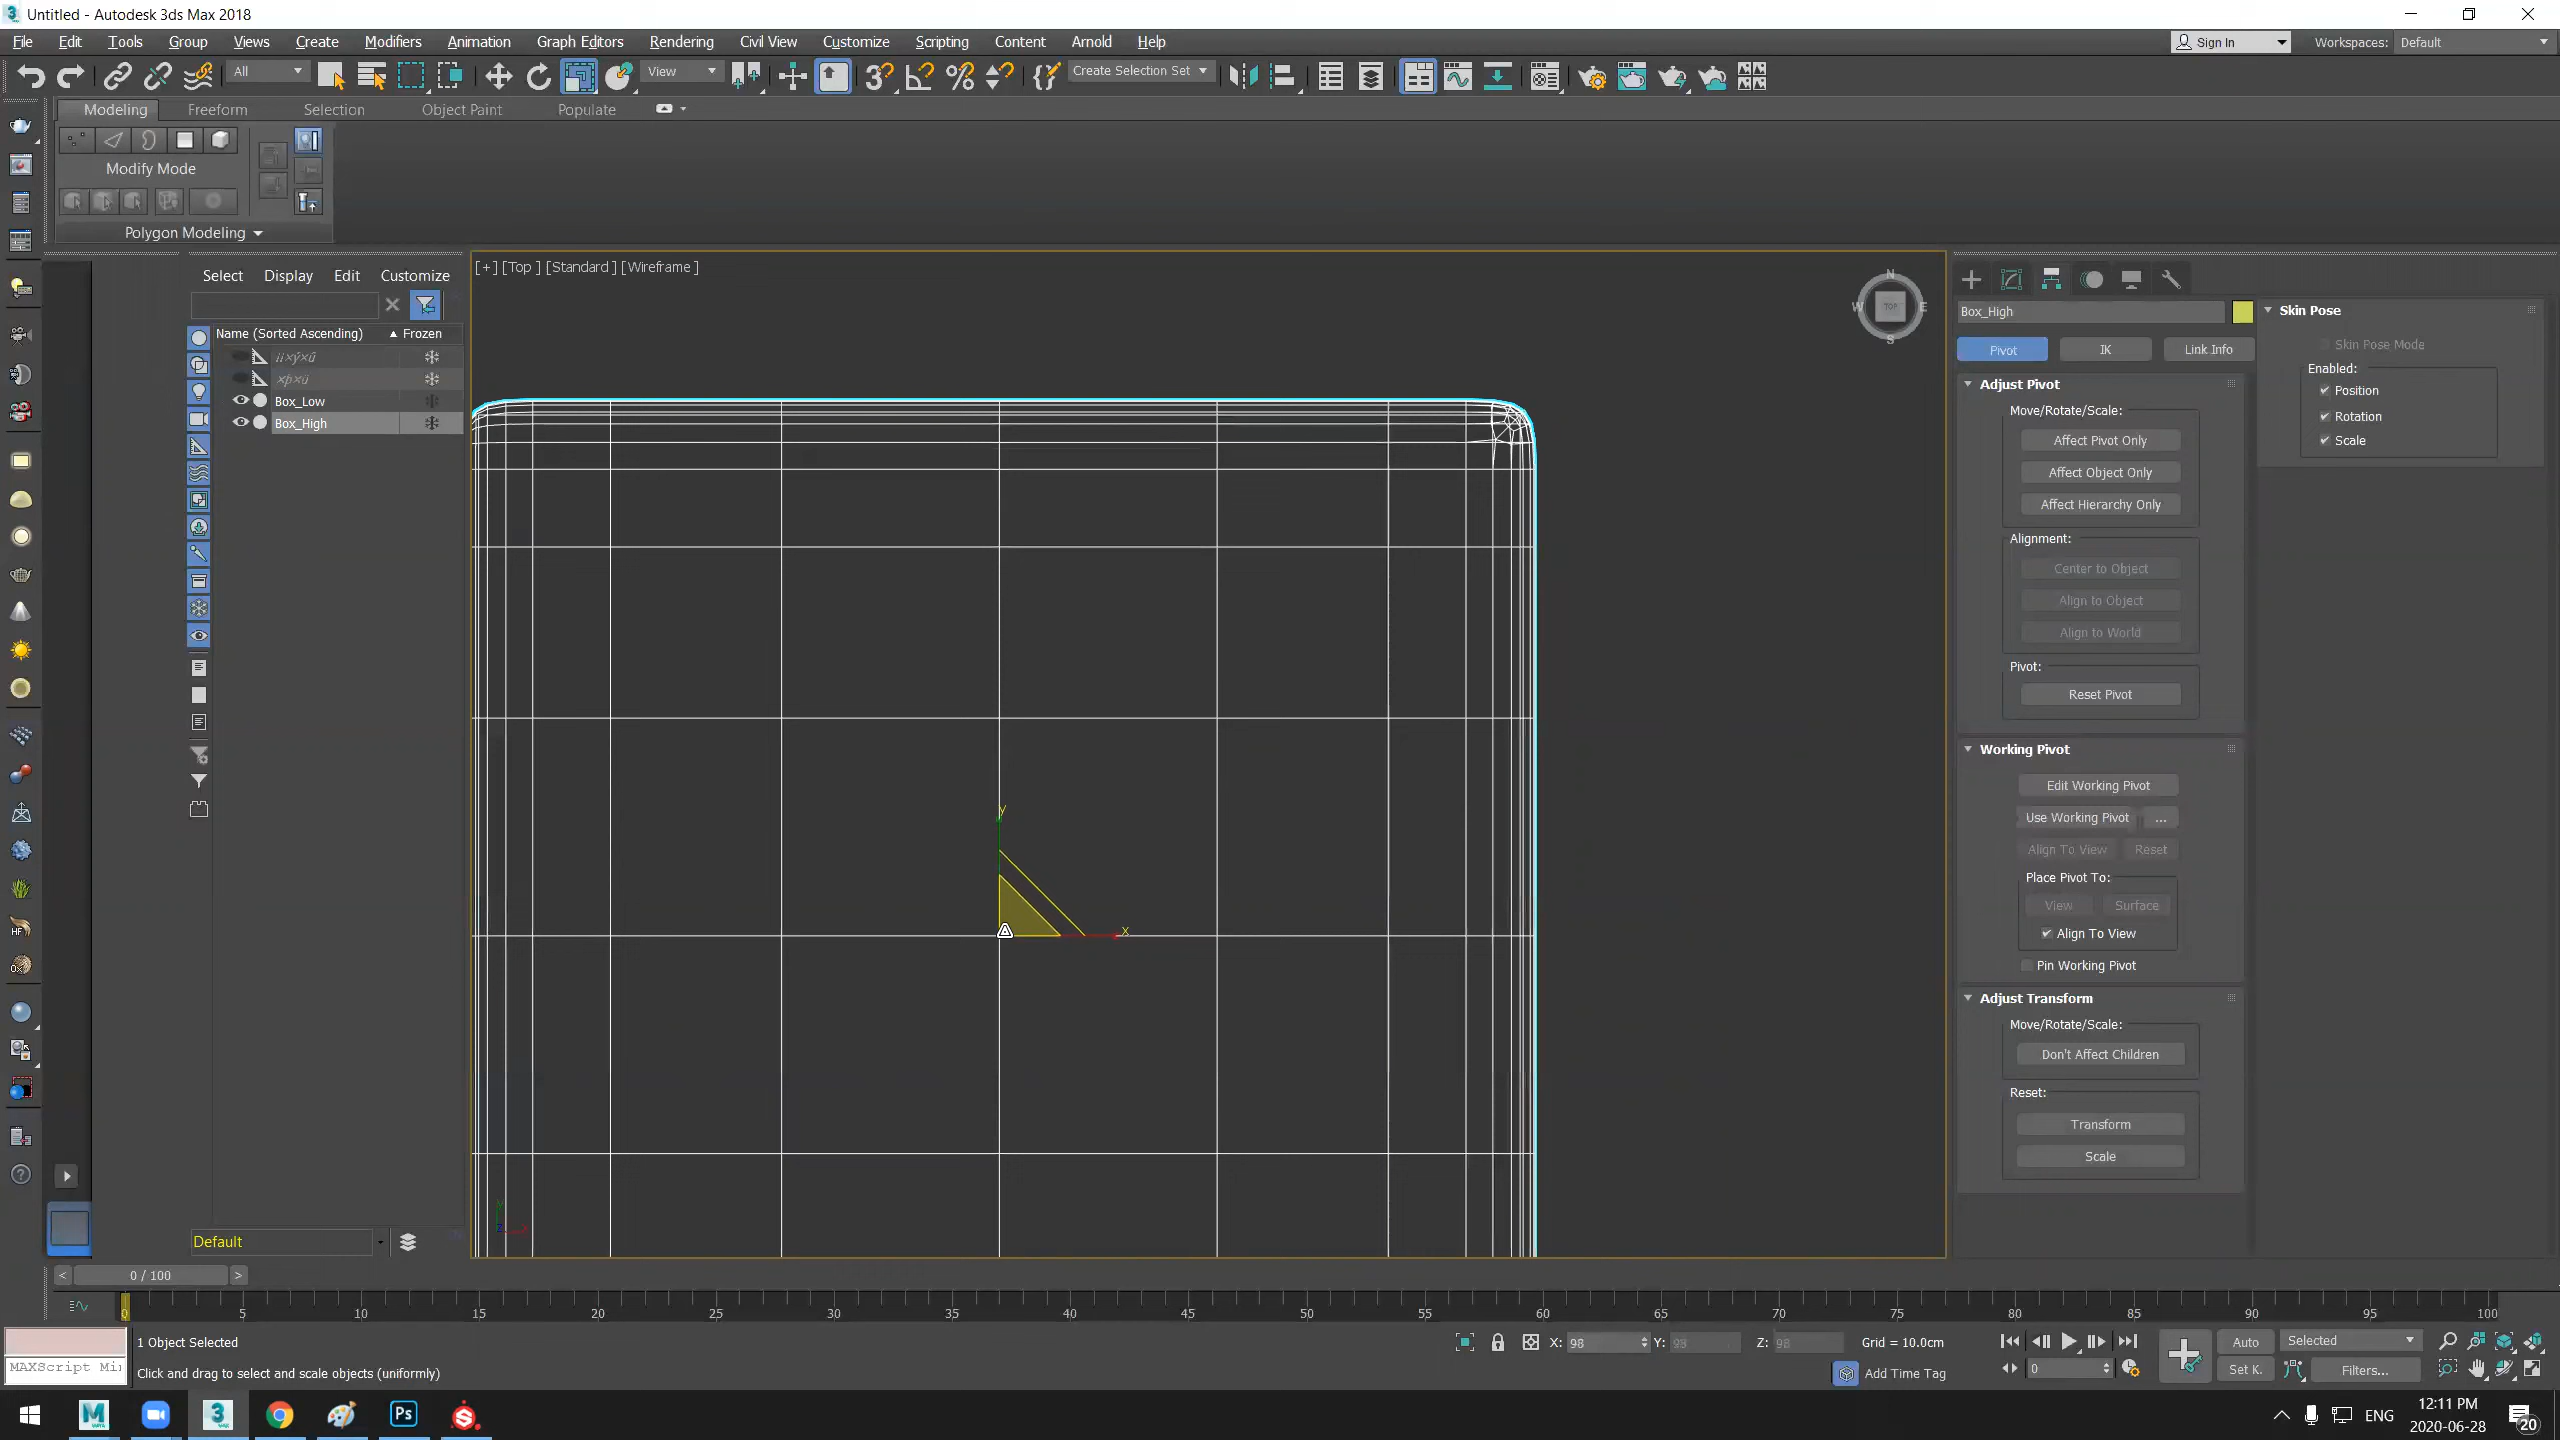 Untitled - Autodesk 3ds Max 2018
File Edit Tools Group Views Create Modifiers Animation Graph Editors Rendering Civil View Customize Scripting Content Arnold Help
Sign In Workspaces: Default
All View Create Selection Set
Modeling Freeform Selection Object Paint Populate
Modify Mode
Polygon Modeling
Select Display Edit Customize
Name (Sorted Ascending) Frozen
Box_Low
Box_High
Default
[+] [Top ] [Standard ] [Wireframe ]
N
W TOP E
S
y
x
Box_High
Pivot IK Link Info
Adjust Pivot
Move/Rotate/Scale:
Affect Pivot Only
Affect Object Only
Affect Hierarchy Only
Alignment:
Center to Object
Align to Object
Align to World
Pivot:
Reset Pivot
Working Pivot
Edit Working Pivot
Use Working Pivot ...
Align To View Reset
Place Pivot To:
View Surface
Align To View
Pin Working Pivot
Adjust Transform
Move/Rotate/Scale:
Don't Affect Children
Reset:
Transform
Scale
Skin Pose
Skin Pose Mode
Enabled:
Position
Rotation
Scale
< 0 / 100 >
0 5 10 15 20 25 30 35 40 45 50 55 60 65 70 75 80 85 90 95 100
1 Object Selected
X: 98 Y: 98 Z: 98 Grid = 10.0cm
Auto Selected
MAXScript Mi
Click and drag to select and scale objects (uniformly)
Add Time Tag
0
Set K. Filters...
ENG
12:11 PM
2020-06-28
20